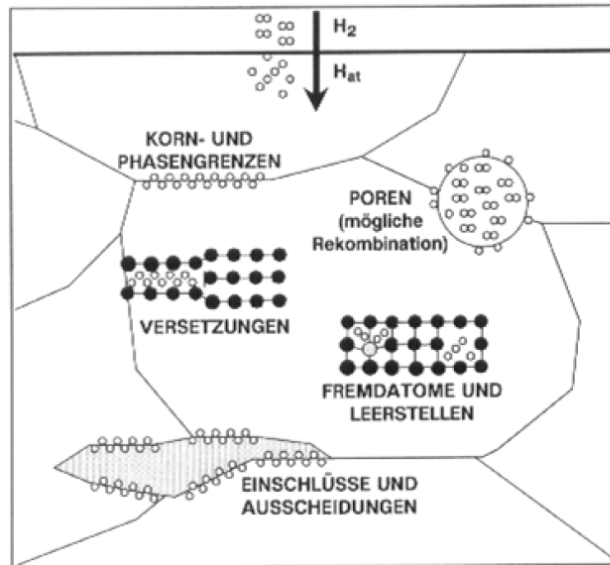 H₂
Hat
KORN- UND
PHASENGRENZEN
POREN
(mögliche
Rekombination)
VERSETZUNGEN
FREMDATOME UND
LEERSTELLEN
EINSCHLÜSSE UND
AUSSCHEIDUNGEN